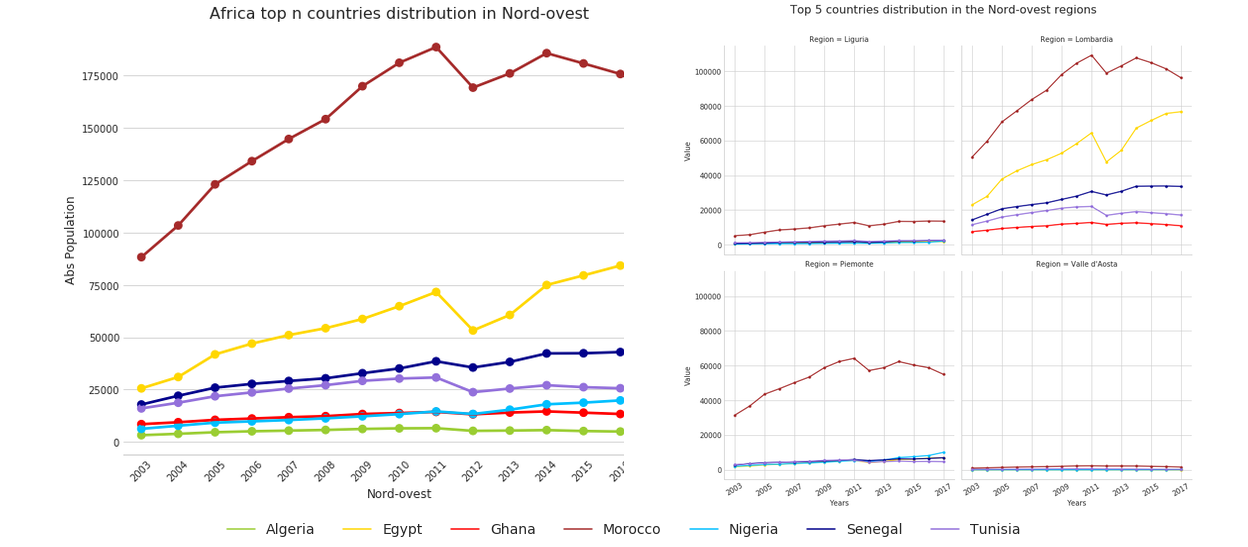 Africa top n countries distribution in Nord-ovest
175000
150000
125000
100000
75000
50000
25000
0
Abs Population
2003 2004 2005 2006 2007 2008 2009 2010 2011 2012 2013 2014 2015
Nord-ovest
Top 5 countries distribution in the Nord-ovest regions
Region = Liguria
Region = Lombardia
100000
80000
60000
40000
20000
0
Value
Region = Piemonte
Region = Valle d'Aosta
100000
80000
60000
40000
20000
0
Value
2003 2005 2007 2009 2011 2013 2015 2017
Years
2003 2005 2007 2009 2011 2013 2015 2017
Years
Algeria Egypt Ghana Morocco Nigeria Senegal Tunisia